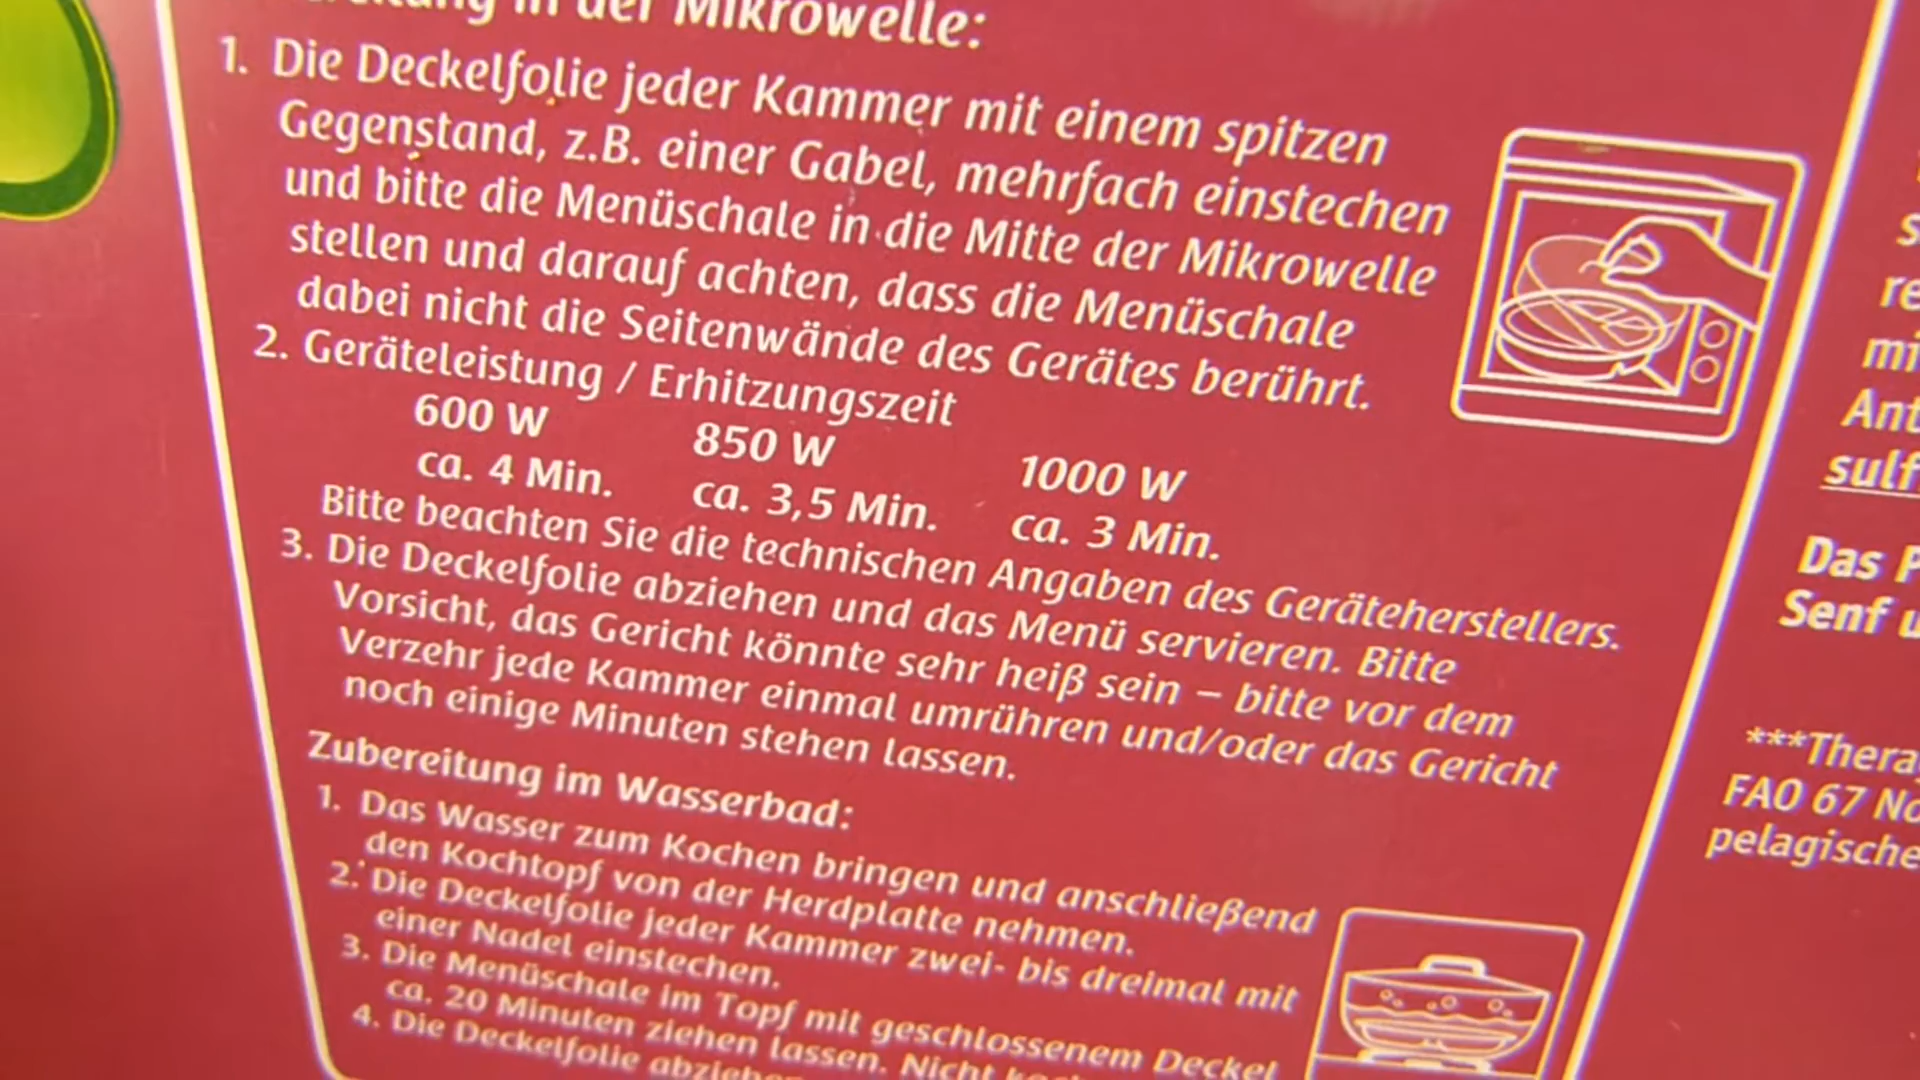 in der Mikrowelle:
1. Die Deckelfolie jeder Kammer mit einem spitzen
Gegenstand, z.B. einer Gabel, mehrfach einstechen
und bitte die Menüschale in die Mitte der Mikrowelle
stellen und darauf achten, dass die Menüschale
dabei nicht die Seitenwände des Gerätes berührt.
2. Geräteleistung / Erhitzungszeit
600 W 850 W 1000 W
ca. 4 Min. ca. 3,5 Min. ca. 3 Min.
Bitte beachten Sie die technischen Angaben des Geräteherstellers.
3. Die Deckelfolie abziehen und das Menü servieren. Bitte
Vorsicht, das Gericht könnte sehr heiß sein – bitte vor dem
Verzehr jede Kammer einmal umrühren und/oder das Gericht
noch einige Minuten stehen lassen.
Zubereitung im Wasserbad:
1. Das Wasser zum Kochen bringen und anschließend
den Kochtopf von der Herdplatte nehmen.
2. Die Deckelfolie jeder Kammer zwei- bis dreimal mit
einer Nadel einstechen.
3. Die Menüschale im Topf mit geschlossenem Deckel
ca. 20 Minuten ziehen lassen. Nicht
4. Die Deckelfolie
sulf
Das P
Senf u
***Thera
FAO 67 No
pelagische